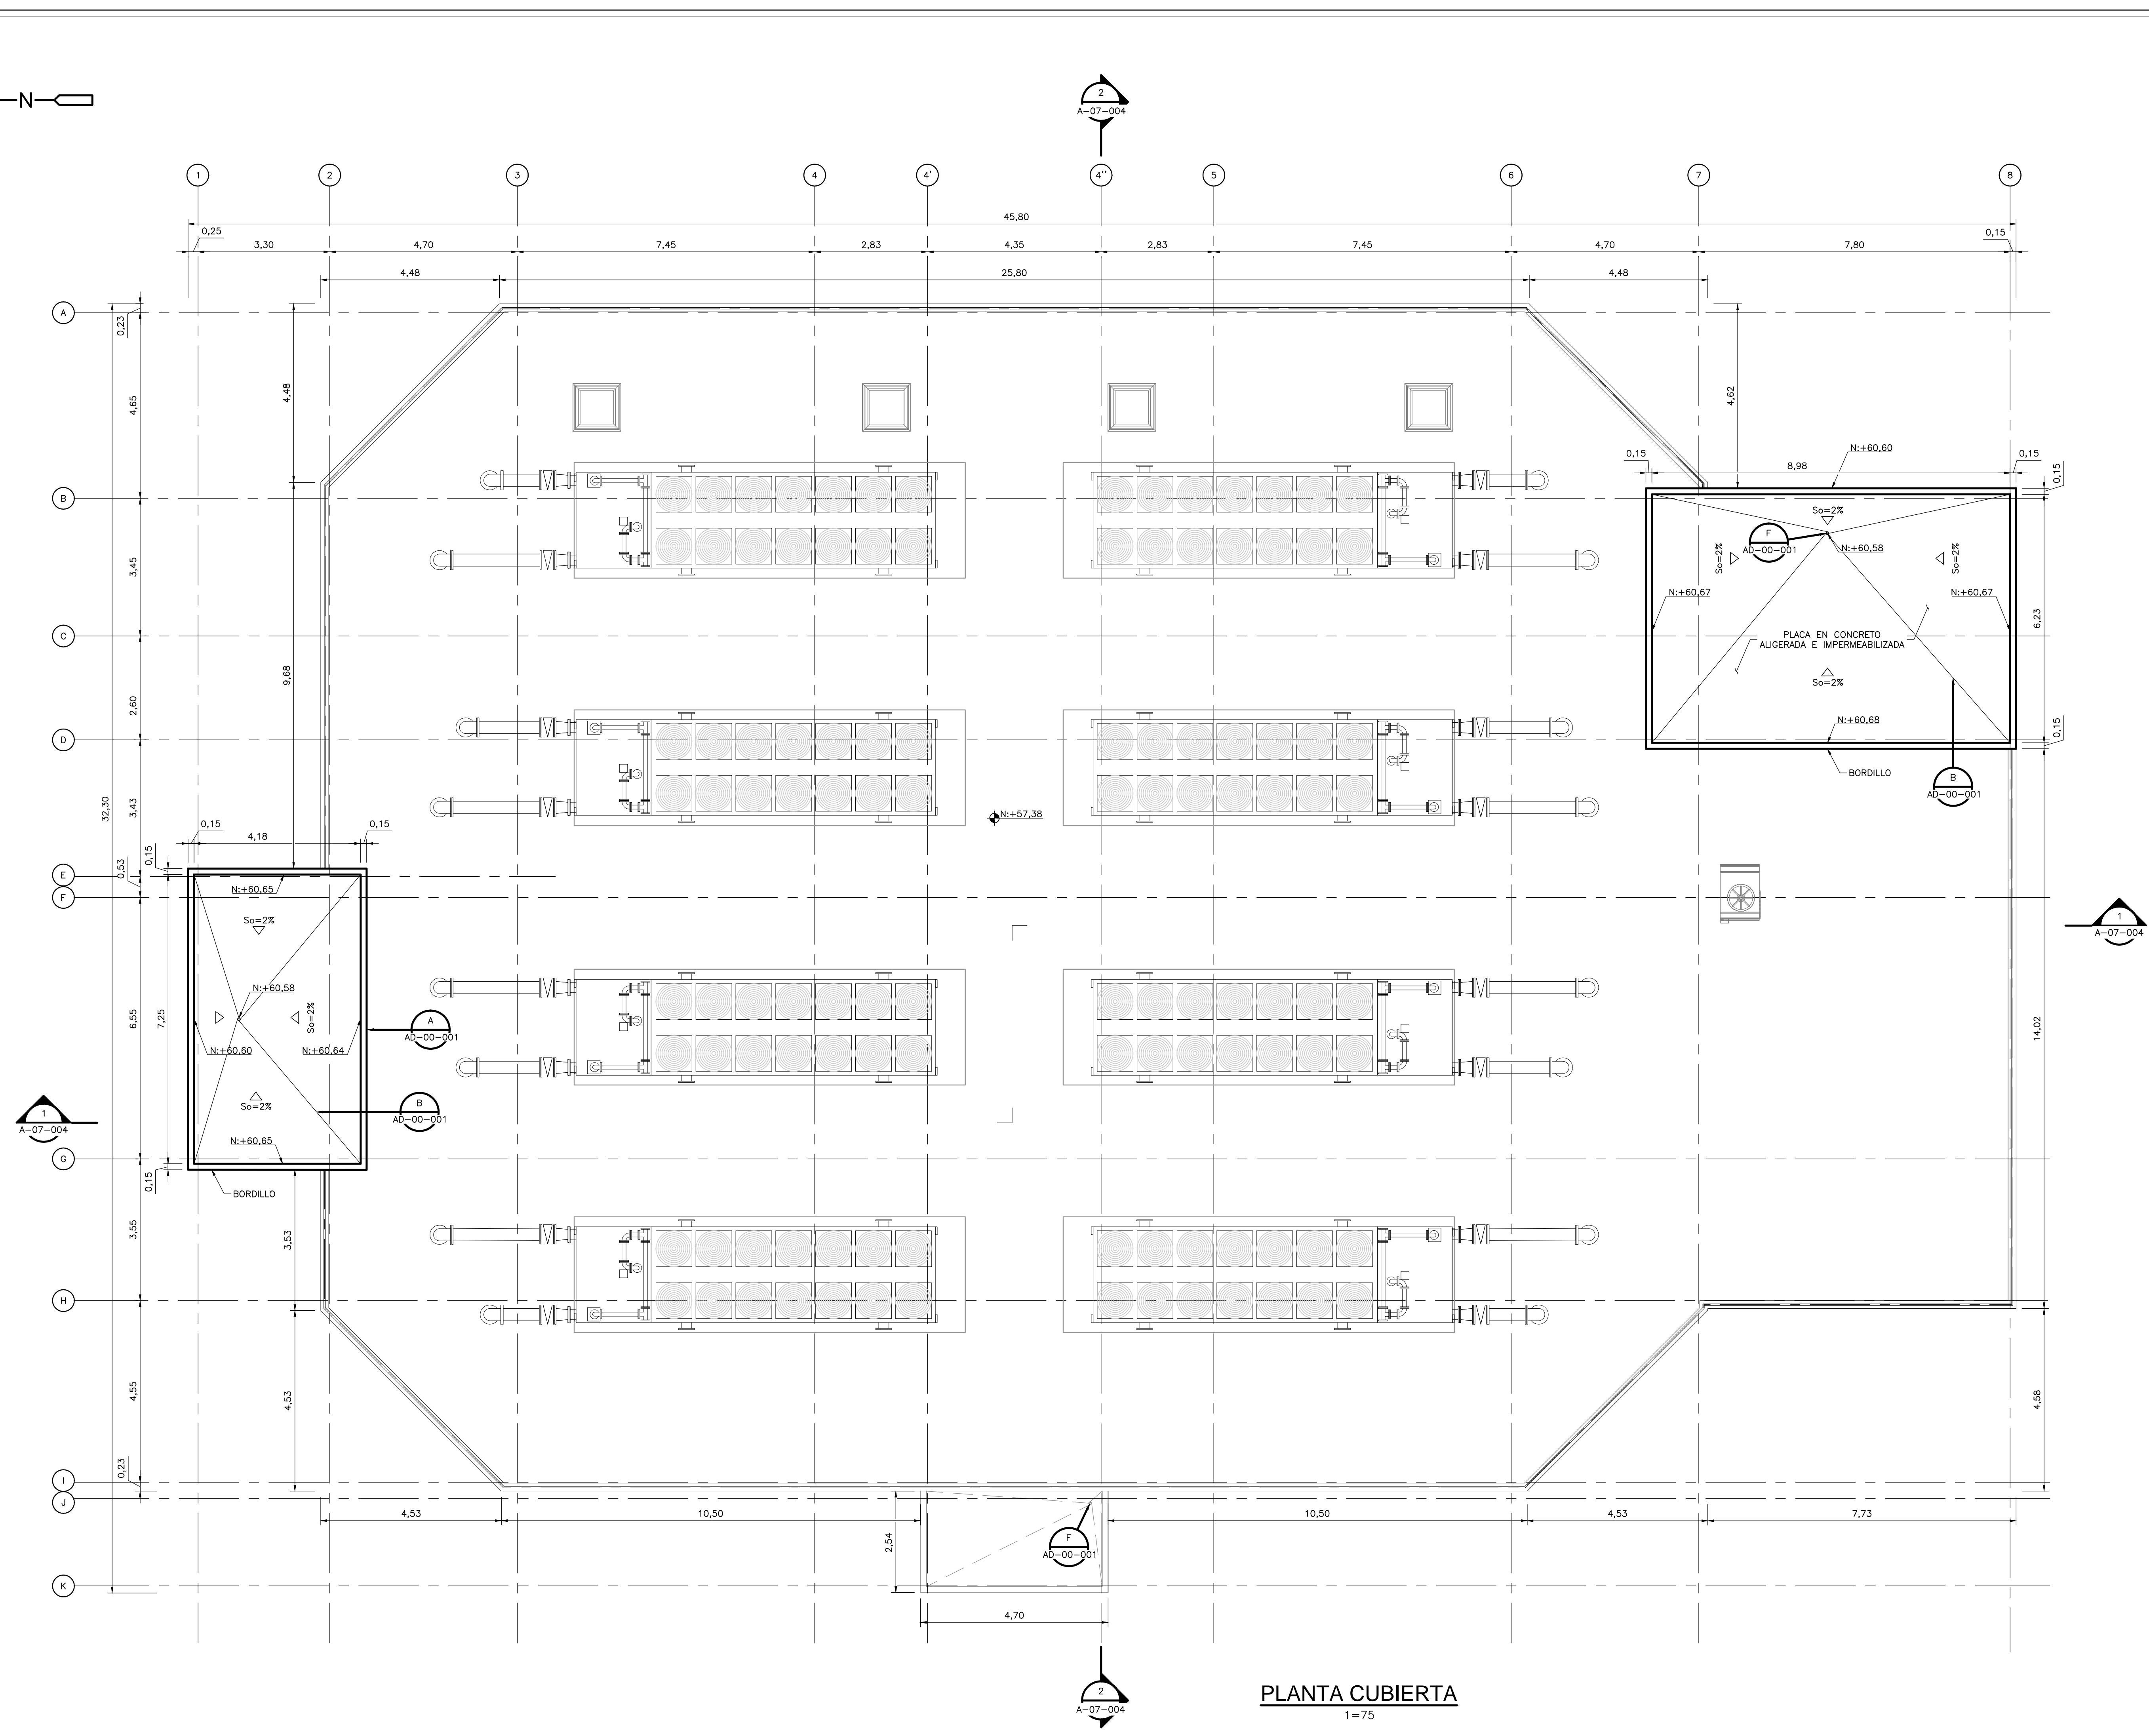 N
2
A-07-004
1
2
3
4
4'
4''
5
6
7
8
45,80
0,25
0,15
3,30
4,70
7,45
2,83
4,35
2,83
7,45
4,70
7,80
4,48
25,80
4,48
A
0,23
4,65
4,48
4,62
N:+60,60
0,15
8,98
0,15
0,15
B
So=2%
F
AD-00-001
N:+60,58
So=2%
So=2%
3,45
N:+60,67
N:+60,67
6,23
C
PLACA EN CONCRETO
ALIGERADA E IMPERMEABILIZADA
9,68
So=2%
2,60
N:+60,68
0,15
D
BORDILLO
B
AD-00-001
32,30
3,43
N:+57,38
0,15
4,18
0,15
0,15
0,53
E
N:+60,65
F
So=2%
1
A-07-004
N:+60,58
So=2%
6,55
7,25
A
AD-00-001
14,02
N:+60,60
N:+60,64
So=2%
B
AD-00-001
1
A-07-004
N:+60,65
G
0,15
BORDILLO
3,55
3,53
H
4,55
4,53
4,58
0,23
I
J
4,53
10,50
10,50
4,53
7,73
2,54
F
AD-00-001
K
4,70
2
A-07-004
PLANTA CUBIERTA
1=75